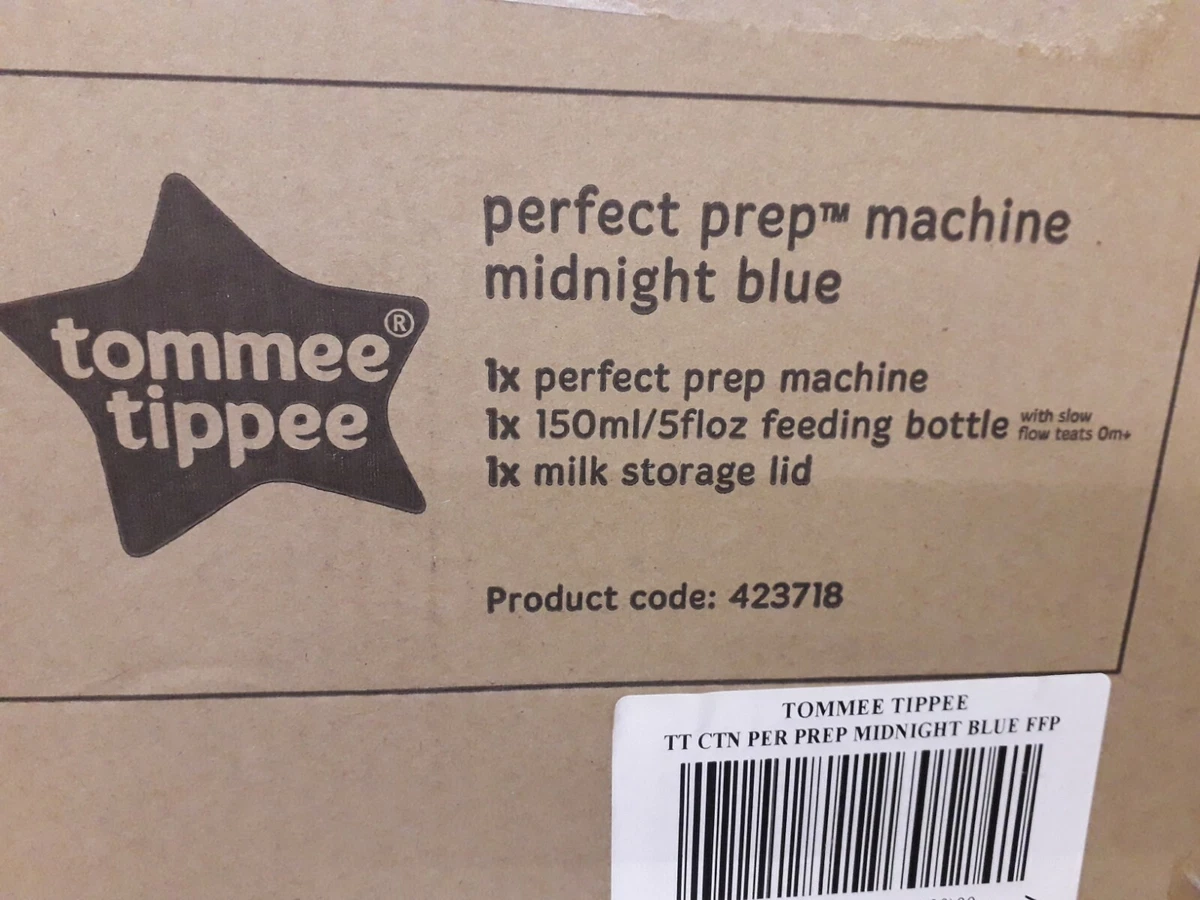 tommee®
tippee
perfect prep™ machine
midnight blue
1x perfect prep machine
1x 150ml/5floz feeding bottle with slow
flow teats 0m+
1x milk storage lid
Product code: 423718
TOMMEE TIPPEE
TT CTN PER PREP MIDNIGHT BLUE FFP